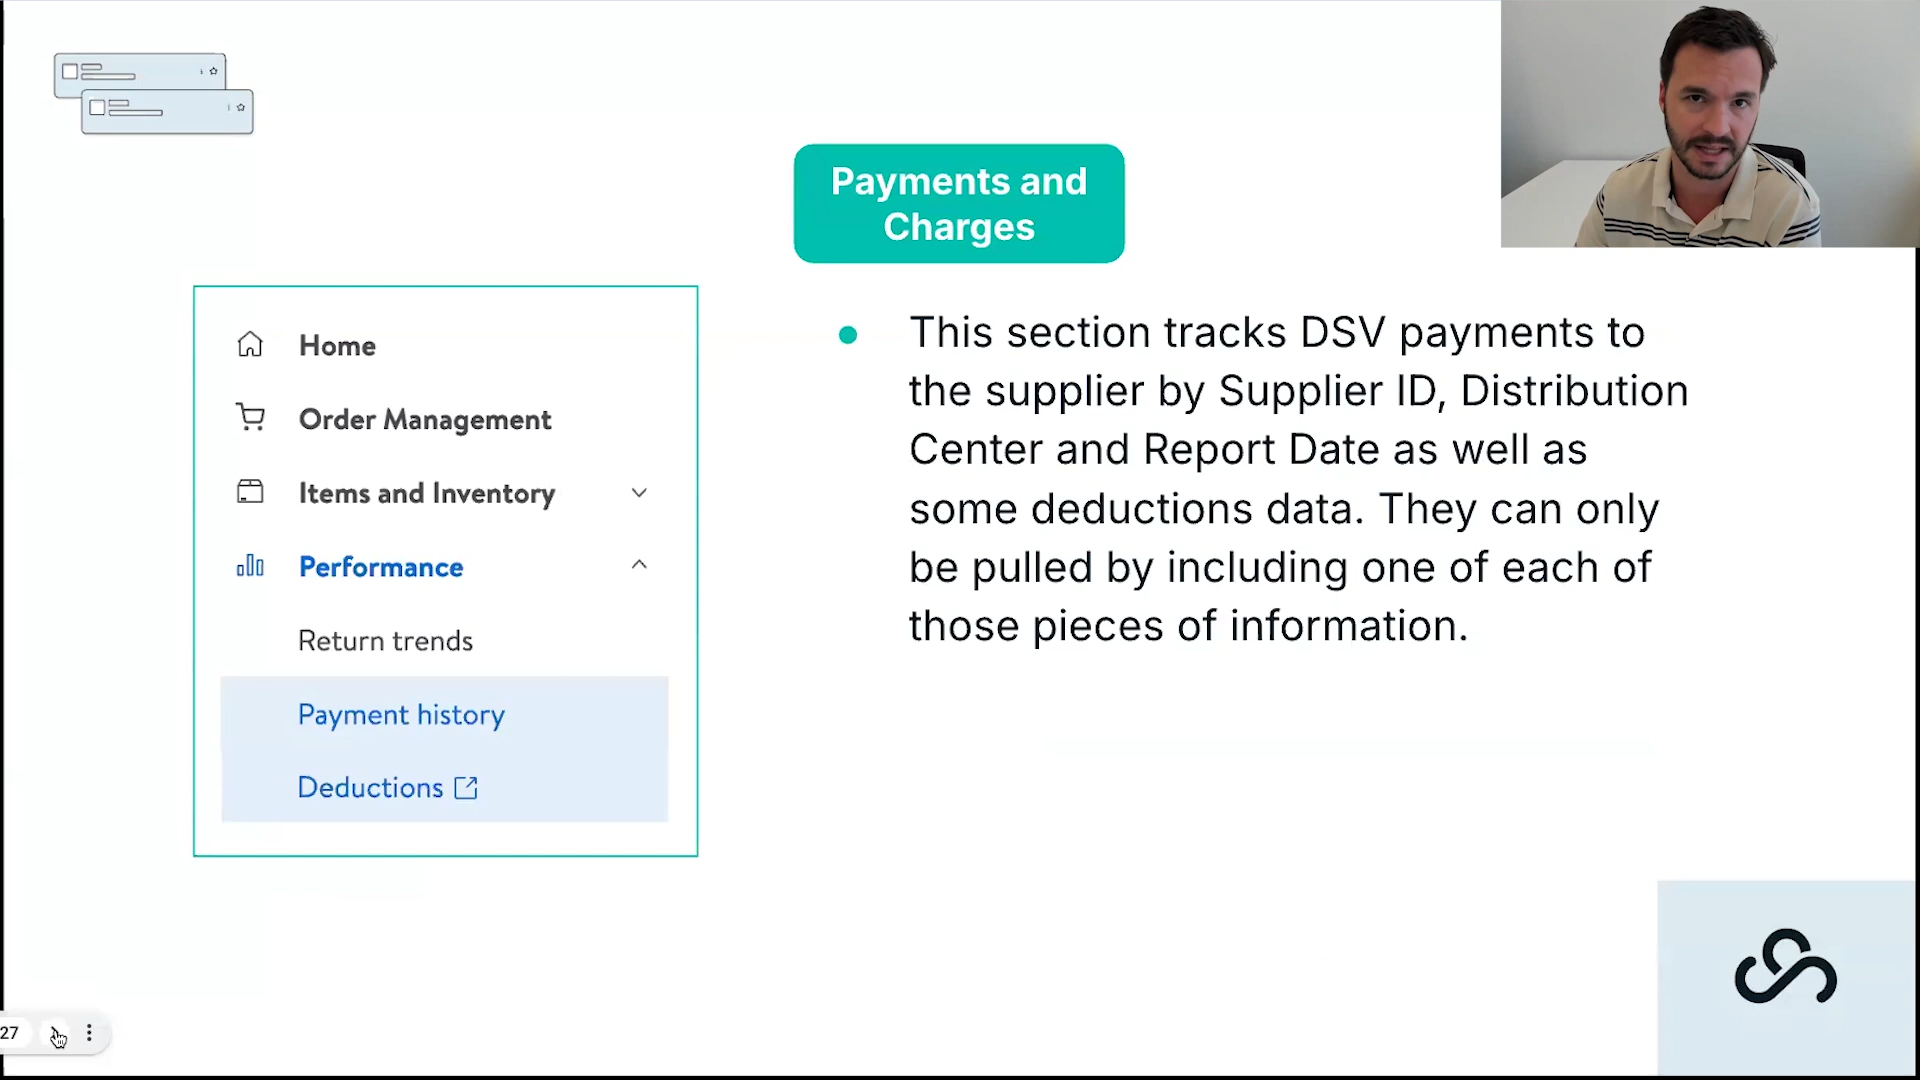 Payments and
Charges
Home
Order Management
Items and Inventory
Performance
Return trends
Payment history
Deductions
This section tracks DSV payments to
the supplier by Supplier ID, Distribution
Center and Report Date as well as
some deductions data. They can only
be pulled by including one of each of
those pieces of information.
27